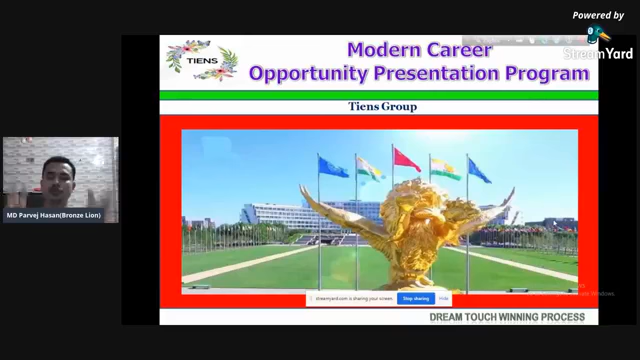 Powered by
StreamYard
TIENS
Modern Career
Opportunity Presentation Program
Tiens Group
MD Parvej Hasan(Bronze Lion)
streamyard.com is sharing your screen.
Stop sharing
Hide
DREAM TOUCH WINNING PROCESS